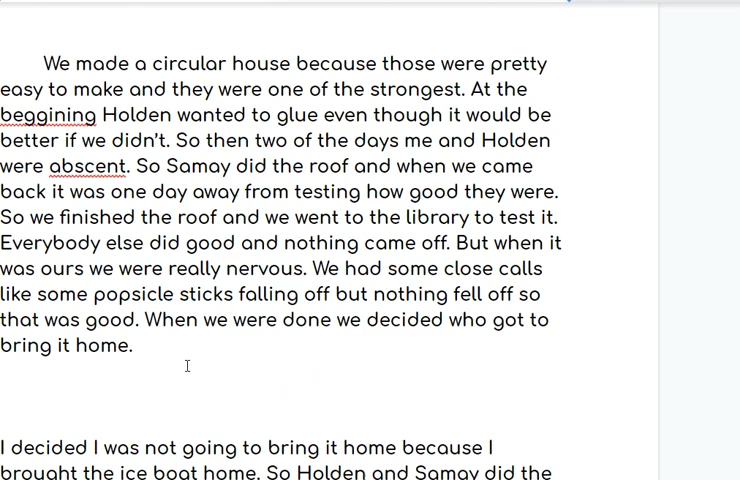 We made a circular house because those were pretty
easy to make and they were one of the strongest. At the
beggining Holden wanted to glue even though it would be
better if we didn't. So then two of the days me and Holden
were abscent. So Samay did the roof and when we came
back it was one day away from testing how good they were.
So we finished the roof and we went to the library to test it.
Everybody else did good and nothing came off. But when it
was ours we were really nervous. We had some close calls
like some popsicle sticks falling off but nothing fell off so
that was good. When we were done we decided who got to
bring it home.
I decided I was not going to bring it home because I
brought the ice boat home. So Holden and Samay did the